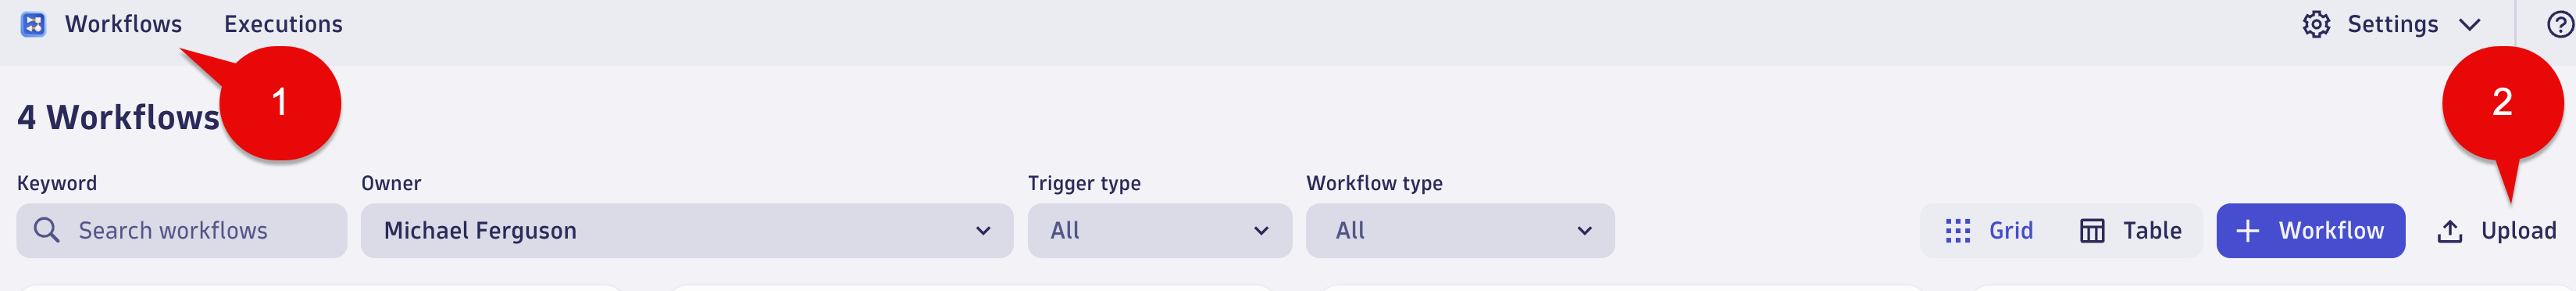 Workflows Executions Settings ?
1 2
4 Workflows
Keyword Owner Trigger type Workflow type
Search workflows Michael Ferguson All All Grid Table + Workflow Upload